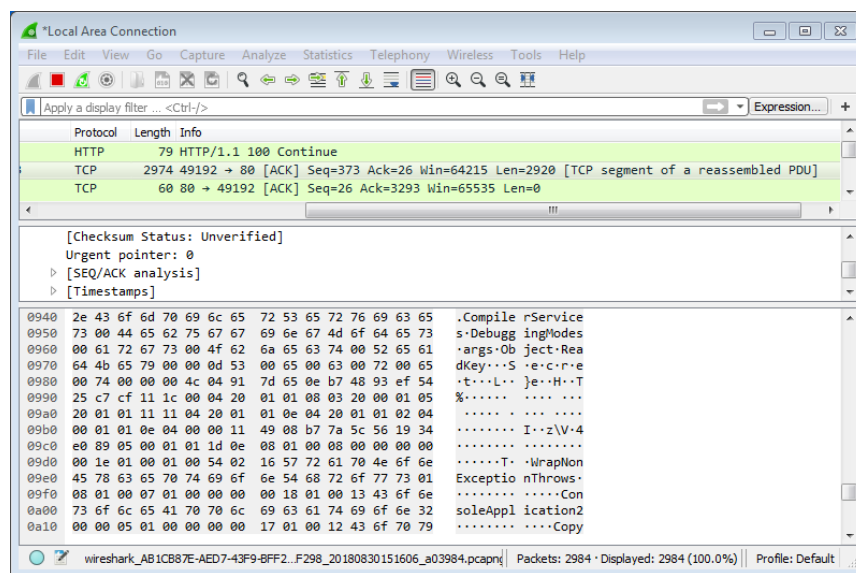 *Local Area Connection
File Edit View Go Capture Analyze Statistics Telephony Wireless Tools Help
Apply a display filter ... <Ctrl-/> Expression... +
Protocol Length Info
HTTP 79 HTTP/1.1 100 Continue
TCP 2974 49192 → 80 [ACK] Seq=373 Ack=26 Win=64215 Len=2920 [TCP segment of a reassembled PDU]
TCP 60 80 → 49192 [ACK] Seq=26 Ack=3293 Win=65535 Len=0
[Checksum Status: Unverified]
Urgent pointer: 0
[SEQ/ACK analysis]
[Timestamps]
0940 2e 43 6f 6d 70 69 6c 65 72 53 65 72 76 69 63 65 .Compile rService
0950 73 00 44 65 62 75 67 67 69 6e 67 4d 6f 64 65 73 s·Debugg ingModes
0960 00 61 72 67 73 00 4f 62 6a 65 63 74 00 52 65 61 ·args·Ob ject·Rea
0970 64 4b 65 79 00 00 0d 53 00 65 00 63 00 72 00 65 dKey···S ·e·c·r·e
0980 00 74 00 00 00 4c 04 91 7d 65 0e b7 48 93 ef 54 ·t···L·· }e··H··T
0990 25 c7 cf 11 1c 00 04 20 01 01 08 03 20 00 01 05 %······ ···· ···
09a0 20 01 01 11 11 04 20 01 01 0e 04 20 01 01 02 04 ····· · ··· ····
09b0 00 01 01 0e 04 00 00 11 49 08 b7 7a 5c 56 19 34 ········ I··z\V·4
09c0 e0 89 05 00 01 01 1d 0e 08 01 00 08 00 00 00 00 ········ ········
09d0 00 1e 01 00 01 00 54 02 16 57 72 61 70 4e 6f 6e ······T· ·WrapNon
09e0 45 78 63 65 70 74 69 6f 6e 54 68 72 6f 77 73 01 Exceptio nThrows·
09f0 08 01 00 07 01 00 00 00 00 18 01 00 13 43 6f 6e ········ ·····Con
0a00 73 6f 6c 65 41 70 70 6c 69 63 61 74 69 6f 6e 32 soleAppl ication2
0a10 00 00 05 01 00 00 00 00 17 01 00 12 43 6f 70 79 ········ ····Copy
wireshark_AB1CB87E-AED7-43F9-BFF2...F298_20180830151606_a03984.pcapng Packets: 2984 · Displayed: 2984 (100.0%) Profile: Default